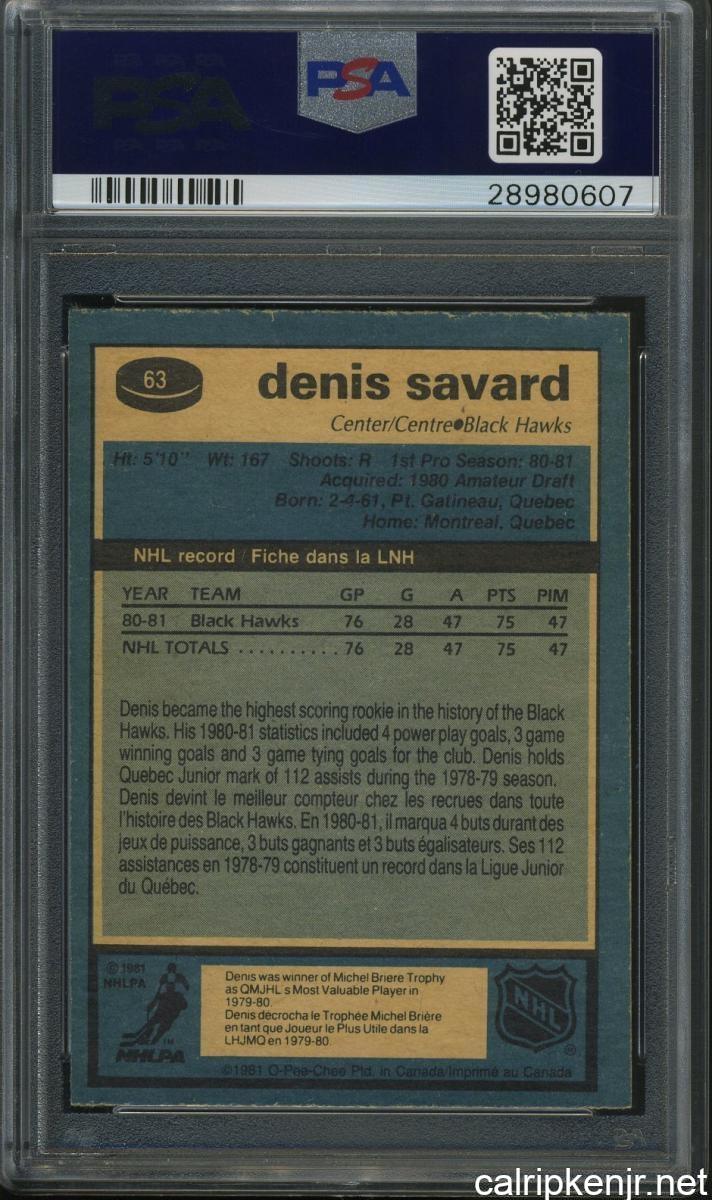 PSA
PSA
28980607
63
denis savard
Center/Centre●Black Hawks
Ht: 5'10" Wt: 167 Shoots: R 1st Pro Season: 80-81
Acquired: 1980 Amateur Draft
Born: 2-4-61, Pt. Gatineau, Quebec
Home: Montreal, Quebec
NHL record / Fiche dans la LNH
YEAR TEAM GP G A PTS PIM
80-81 Black Hawks 76 28 47 75 47
NHL TOTALS .......... 76 28 47 75 47
Denis became the highest scoring rookie in the history of the Black
Hawks. His 1980-81 statistics included 4 power play goals, 3 game
winning goals and 3 game tying goals for the club. Denis holds
Quebec Junior mark of 112 assists during the 1978-79 season.
Denis devint le meilleur compteur chez les recrues dans toute
l'histoire des Black Hawks. En 1980-81, il marqua 4 buts durant des
jeux de puissance, 3 buts gagnants et 3 buts égalisateurs. Ses 112
assistances en 1978-79 constituent un record dans la Ligue Junior
du Québec.
© 1981
NHLPA
NHLPA
TM
Denis was winner of Michel Briere Trophy
as QMJHL s Most Valuable Player in
1979-80.
Denis décrocha le Trophée Michel Brière
en tant que Joueur le Plus Utile dans la
LHJMQ en 1979-80.
NHL
®
©1981 O-Pee-Chee Ptd. in Canada/Imprimé au Canada
calripkenjr.net